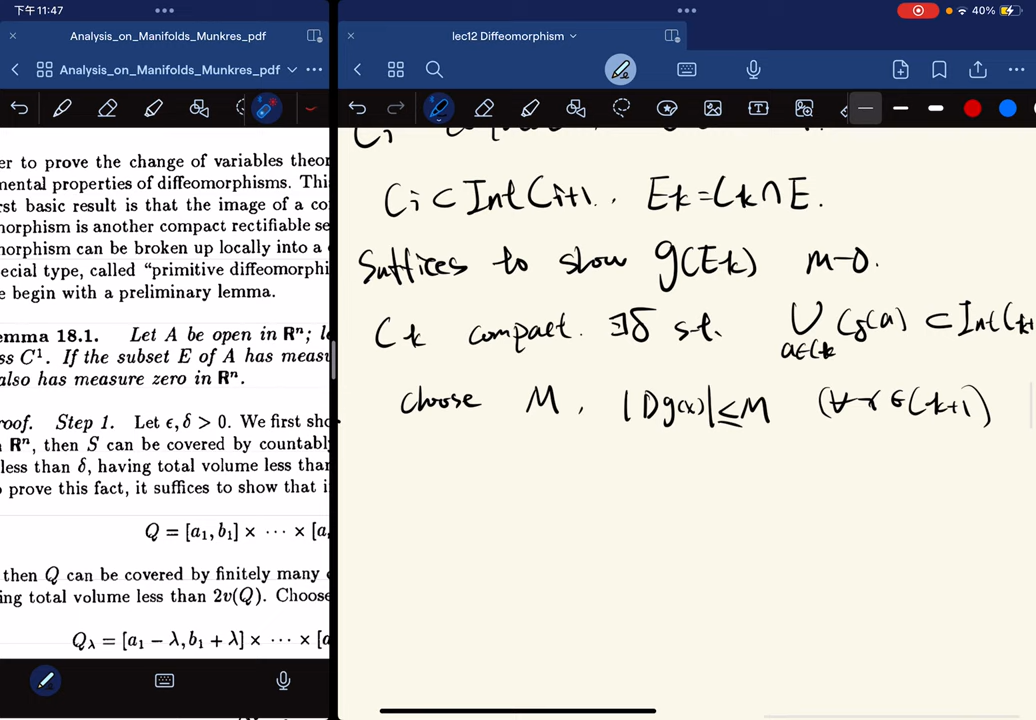 下午11:47
40%
Analysis_on_Manifolds_Munkres_pdf
lec12 Diffeomorphism
Analysis_on_Manifolds_Munkres_pdf
er to prove the change of variables theor
mental properties of diffeomorphisms. This
rst basic result is that the image of a co
morphism is another compact rectifiable se
morphism can be broken up locally into a
ecial type, called “primitive diffeomorphi
e begin with a preliminary lemma.
emma 18.1. Let A be open in Rⁿ; le
ss C¹. If the subset E of A has measu
also has measure zero in Rⁿ.
roof. Step 1. Let ϵ, δ > 0. We first sho
n Rⁿ, then S can be covered by countabl
less than δ, having total volume less than
o prove this fact, it suffices to show that i
Q = [a₁, b₁] × ··· × [a
then Q can be covered by finitely many
ing total volume less than 2v(Q). Choose
Q_λ = [a₁ − λ, b₁ + λ] × ··· × [a
Ci ⊂ Int Ci+1. Ek = Ck ∩ E.
Suffices to show g(Ek) m-0.
Ck compact. ∃δ s.t. ∪_{a∈Ck} Cδ(a) ⊂ Int(Ck+
choose M, |Dg(x)| ≤ M (∀x ∈ Ck+1)